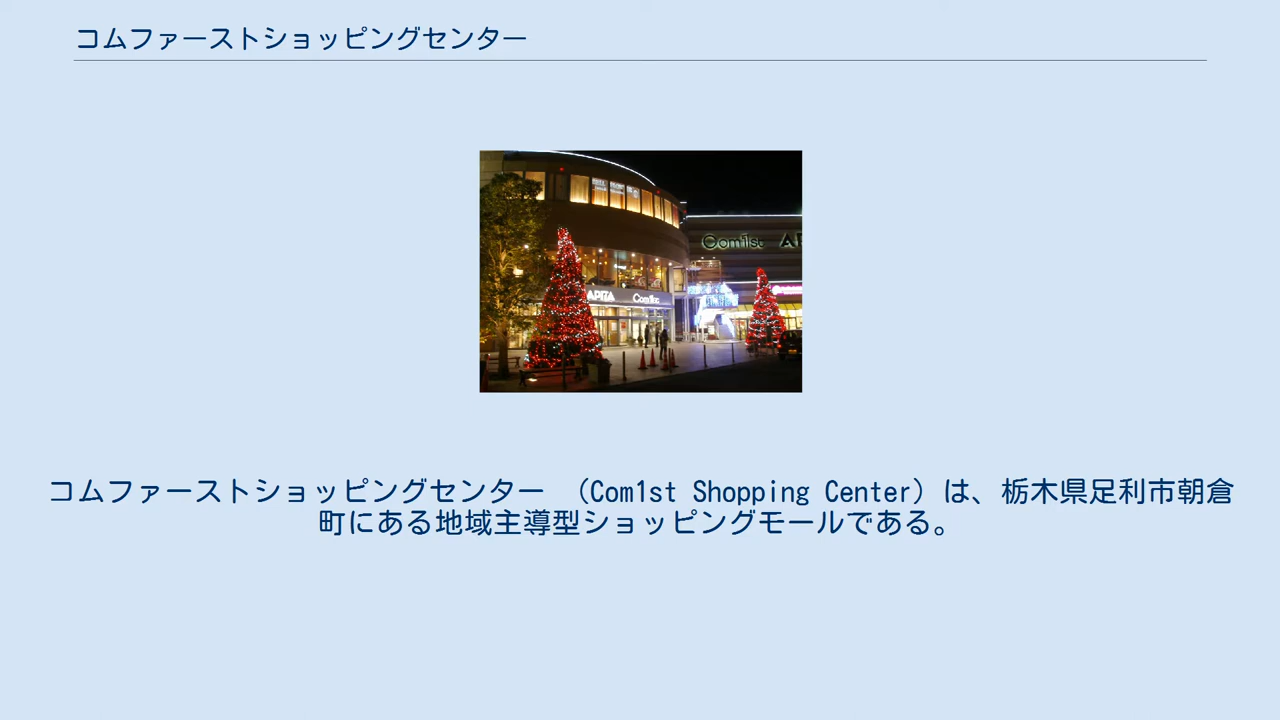 コムファーストショッピングセンター
Com1st AP
APITA Com1st
コムファーストショッピングセンター （Com1st Shopping Center）は、栃木県足利市朝倉
町にある地域主導型ショッピングモールである。